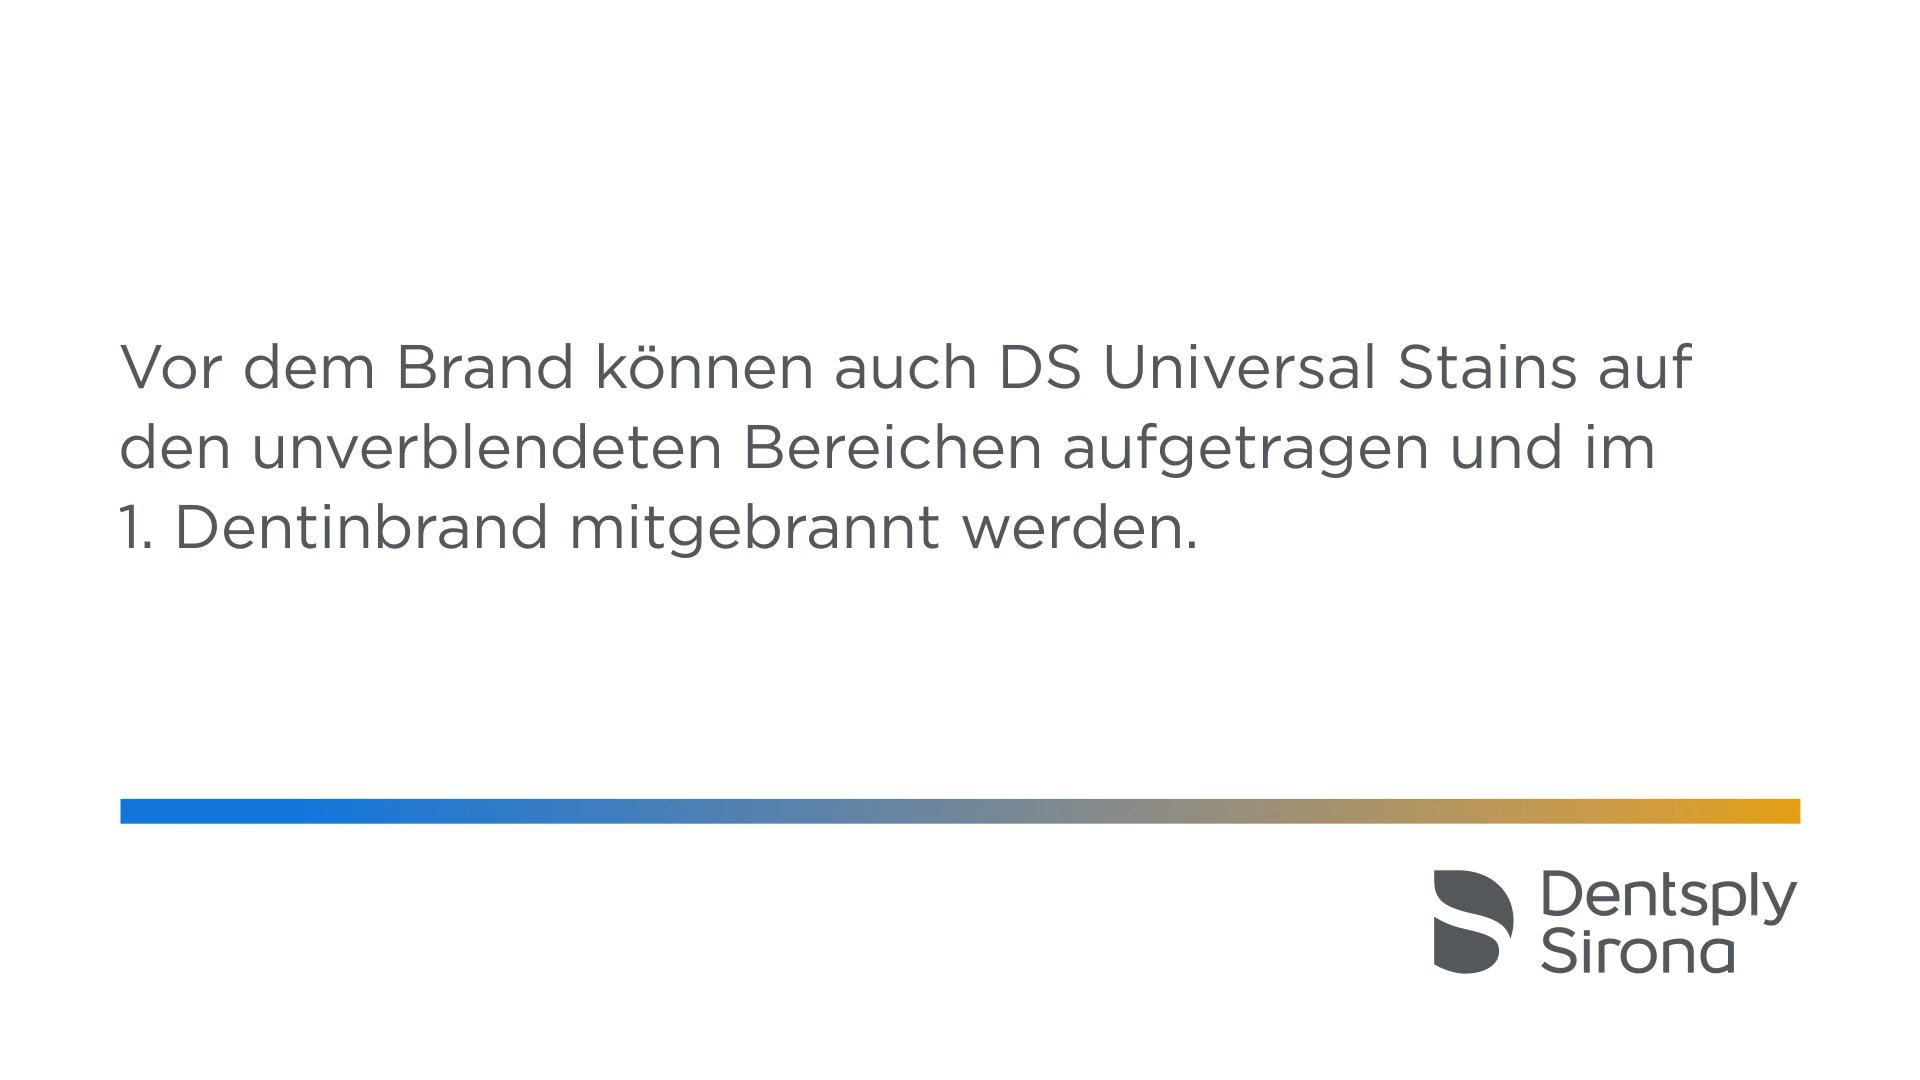 Vor dem Brand können auch DS Universal Stains auf
den unverblendeten Bereichen aufgetragen und im
1. Dentinbrand mitgebrannt werden.
Dentsply
Sirona